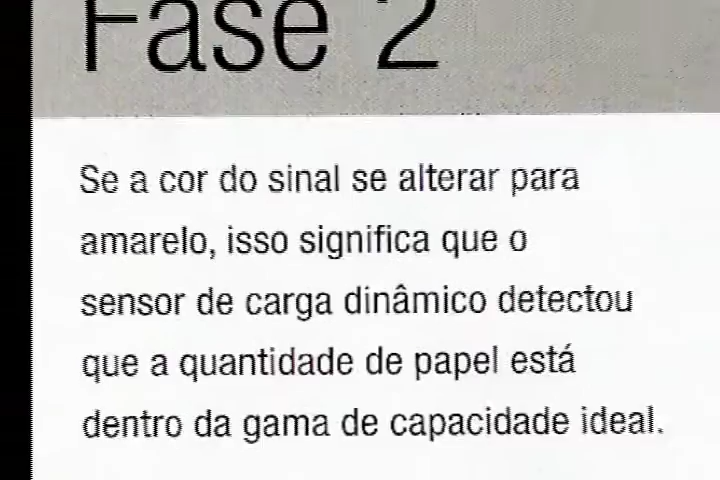 Fase 2
Se a cor do sinal se alterar para
amarelo, isso significa que o
sensor de carga dinâmico detectou
que a quantidade de papel está
dentro da gama de capacidade ideal.